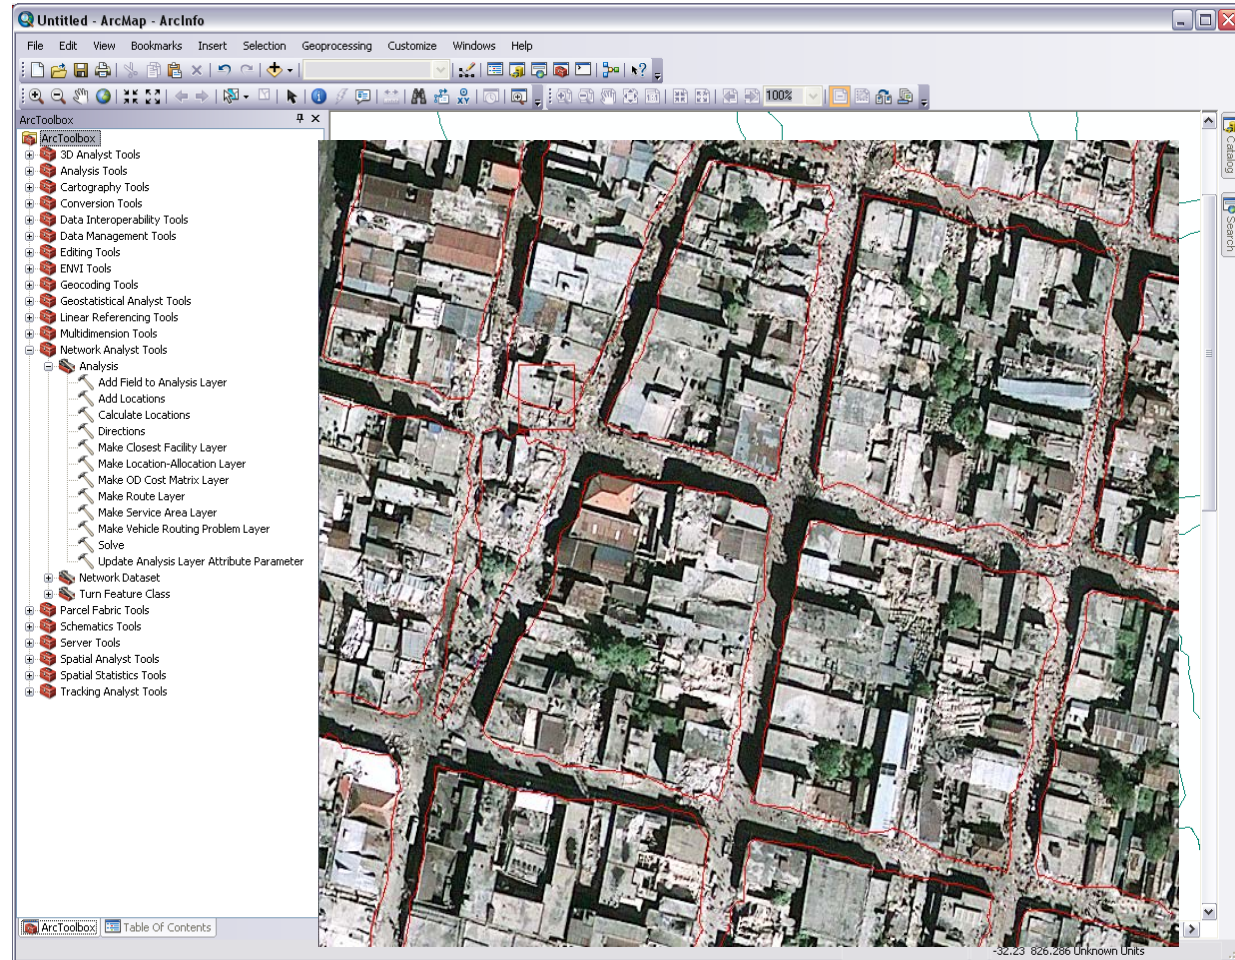 Untitled - ArcMap - ArcInfo
File Edit View Bookmarks Insert Selection Geoprocessing Customize Windows Help
100%
ArcToolbox
ArcToolbox
3D Analyst Tools
Analysis Tools
Cartography Tools
Conversion Tools
Data Interoperability Tools
Data Management Tools
Editing Tools
ENVI Tools
Geocoding Tools
Geostatistical Analyst Tools
Linear Referencing Tools
Multidimension Tools
Network Analyst Tools
Analysis
Add Field to Analysis Layer
Add Locations
Calculate Locations
Directions
Make Closest Facility Layer
Make Location-Allocation Layer
Make OD Cost Matrix Layer
Make Route Layer
Make Service Area Layer
Make Vehicle Routing Problem Layer
Solve
Update Analysis Layer Attribute Parameter
Network Dataset
Turn Feature Class
Parcel Fabric Tools
Schematics Tools
Server Tools
Spatial Analyst Tools
Spatial Statistics Tools
Tracking Analyst Tools
Catalog
Search
ArcToolbox Table Of Contents
-32.23 826.286 Unknown Units